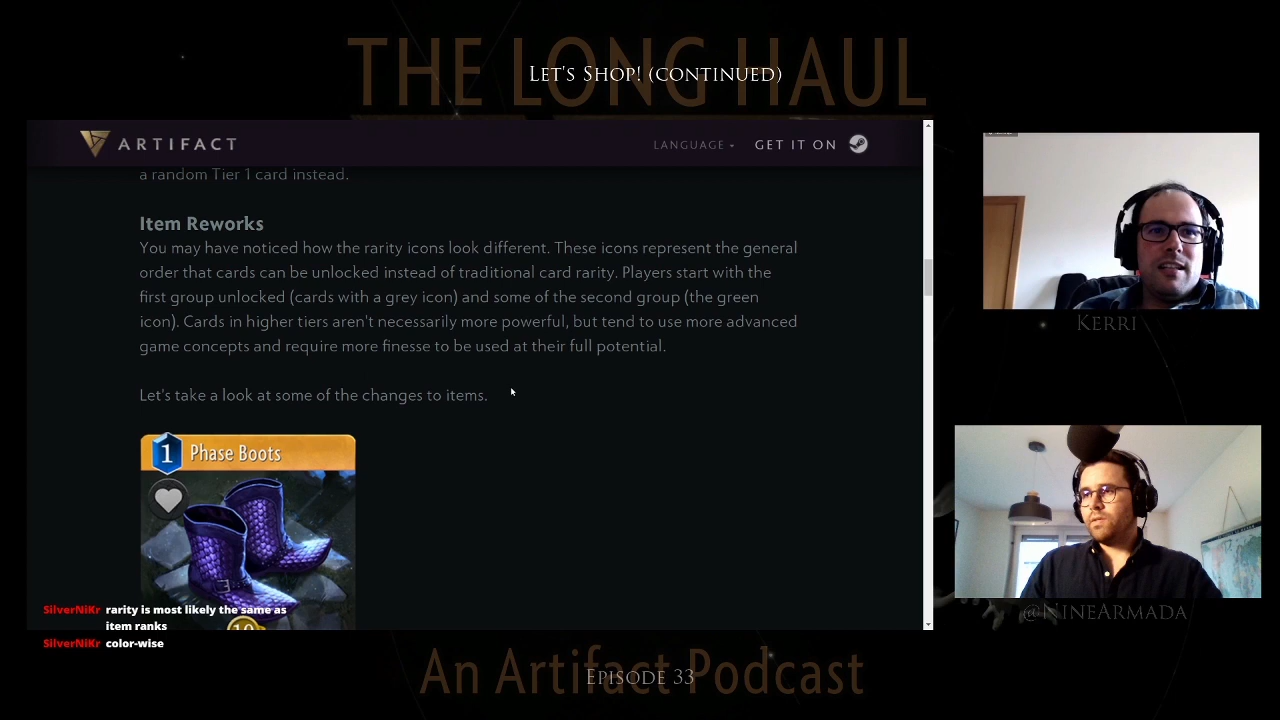 THE LONG HAUL
LET'S SHOP! (CONTINUED)
ARTIFACT
LANGUAGE
GET IT ON
a random Tier 1 card instead.
Item Reworks
You may have noticed how the rarity icons look different. These icons represent the general
order that cards can be unlocked instead of traditional card rarity. Players start with the
first group unlocked (cards with a grey icon) and some of the second group (the green
icon). Cards in higher tiers aren't necessarily more powerful, but tend to use more advanced
game concepts and require more finesse to be used at their full potential.
Let's take a look at some of the changes to items.
1 Phase Boots
10
SilverNiKr rarity is most likely the same as
item ranks
SilverNiKr color-wise
KERRI
@NINEARMADA
An Artifact Podcast
EPISODE 33